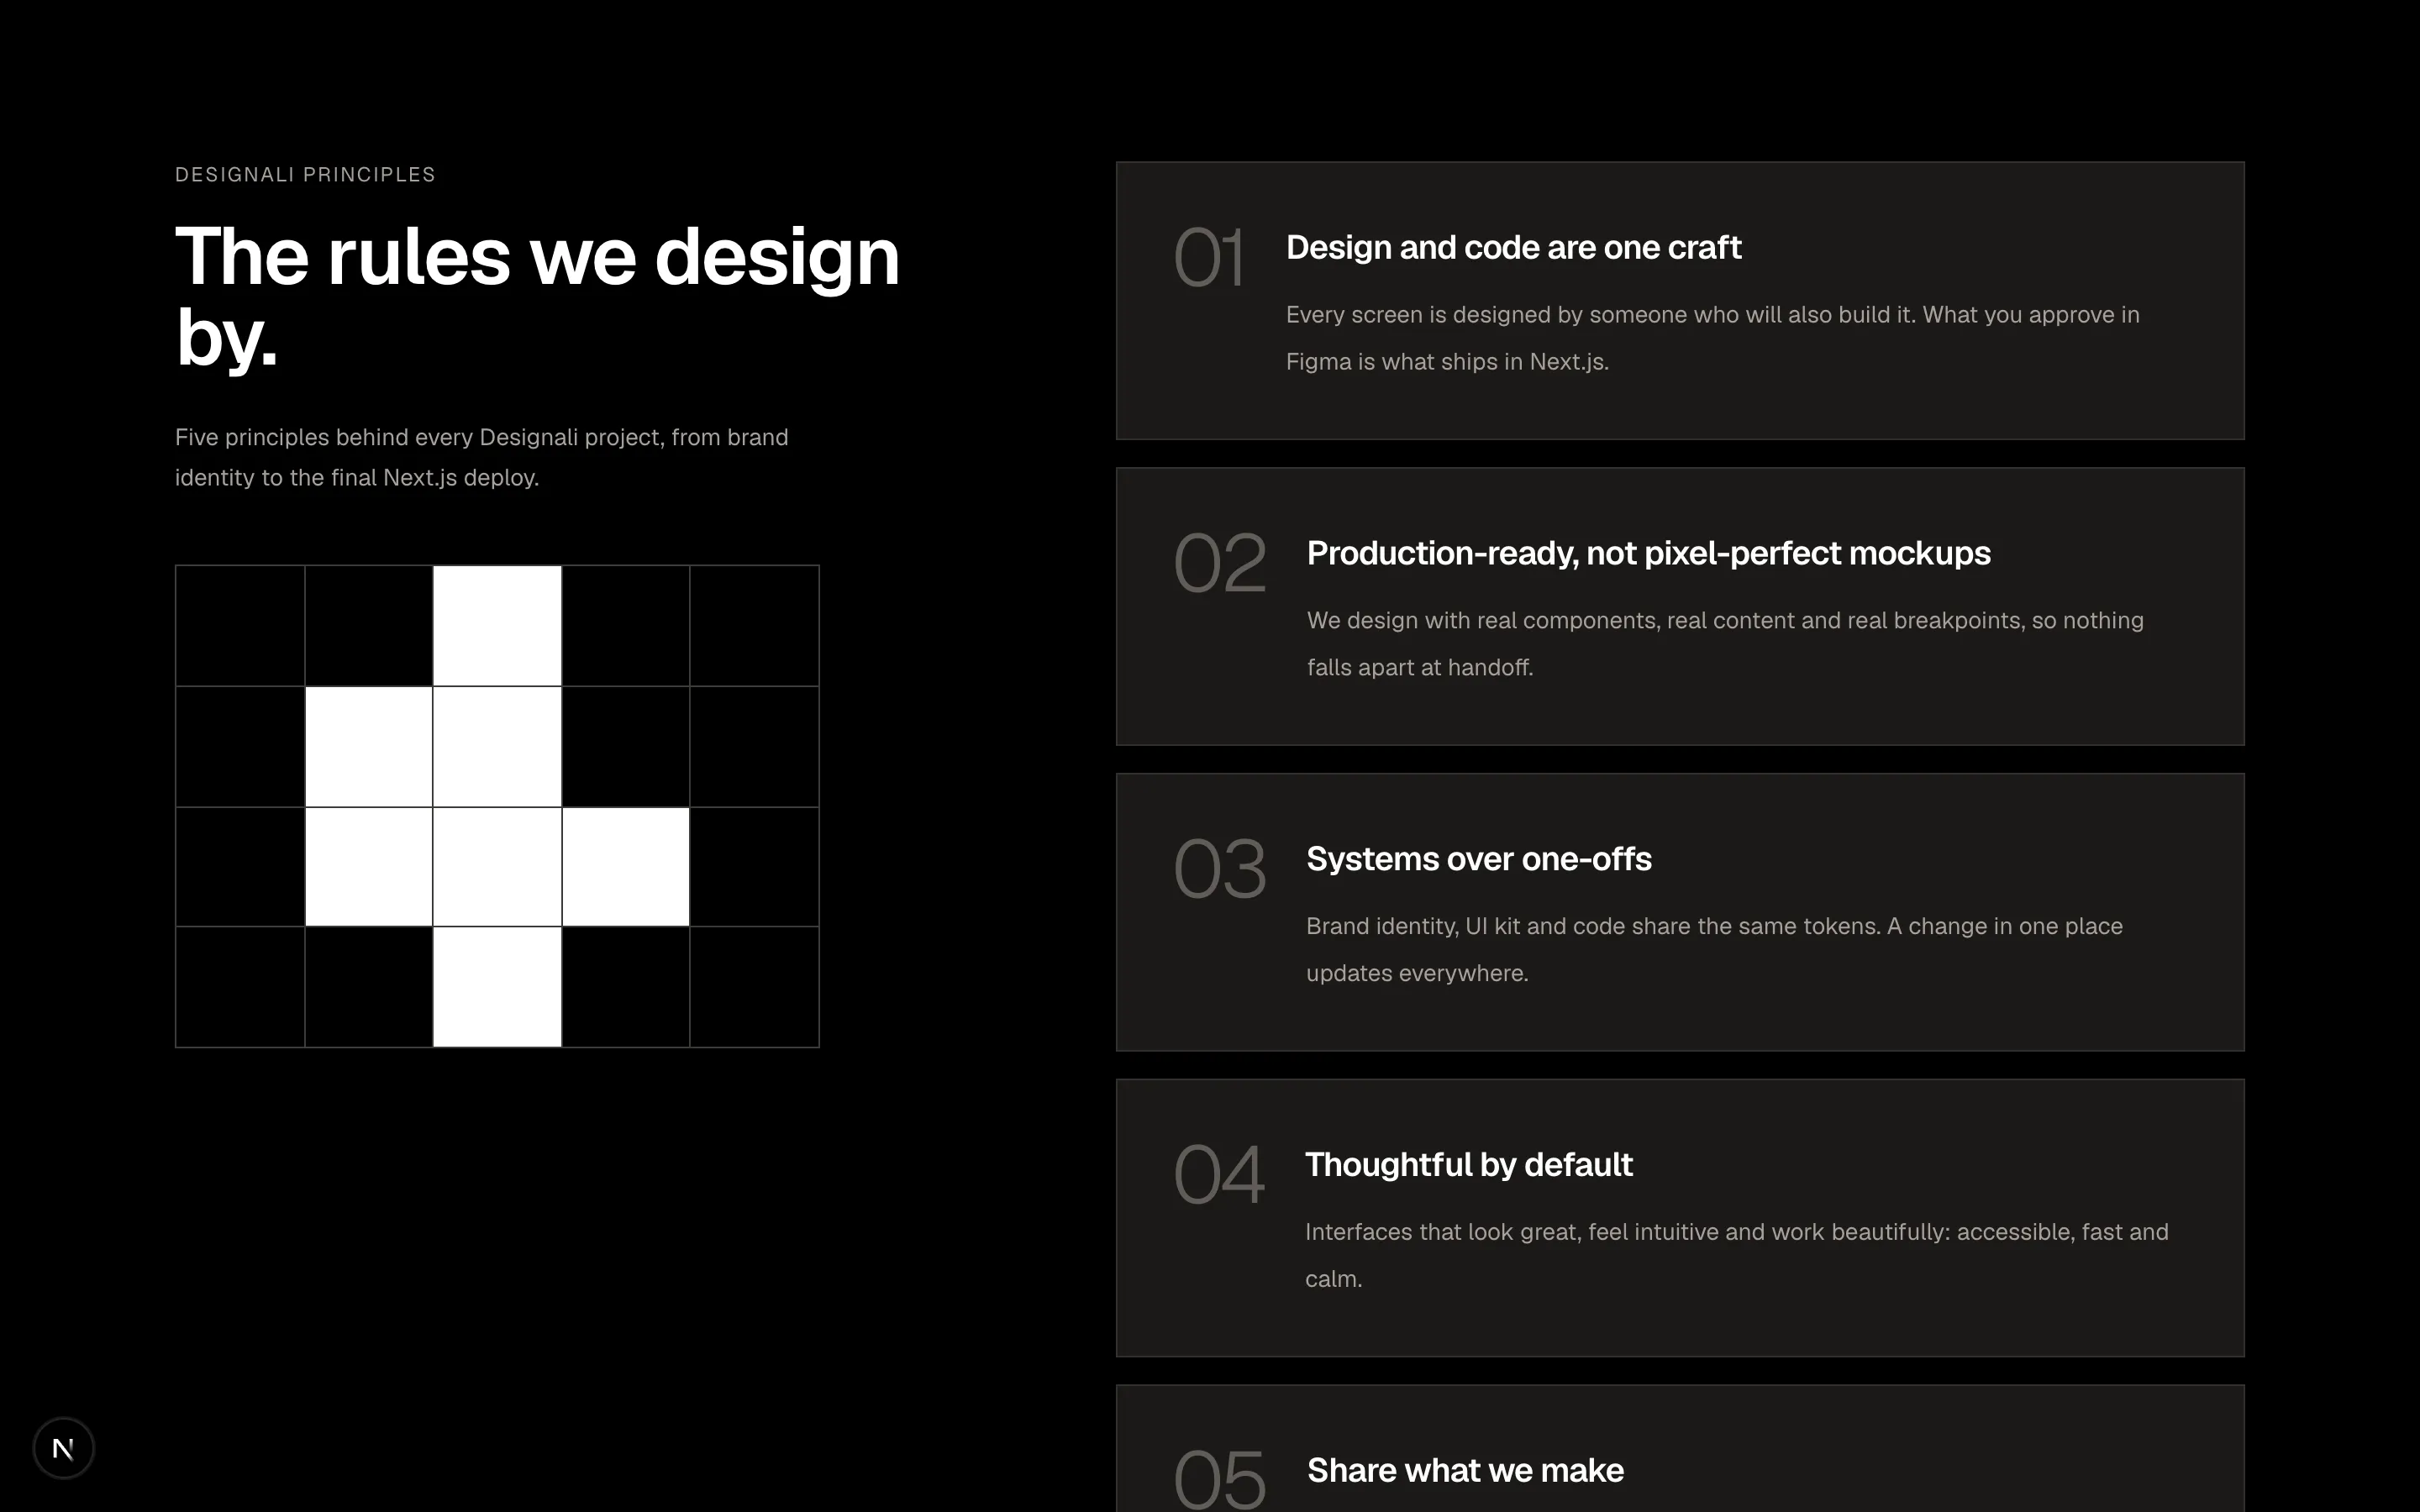 DESIGNALI PRINCIPLES
The rules we design
by.
Five principles behind every Designali project, from brand
identity to the final Next.js deploy.
01
Design and code are one craft
Every screen is designed by someone who will also build it. What you approve in
Figma is what ships in Next.js.
02
Production-ready, not pixel-perfect mockups
We design with real components, real content and real breakpoints, so nothing
falls apart at handoff.
03
Systems over one-offs
Brand identity, UI kit and code share the same tokens. A change in one place
updates everywhere.
04
Thoughtful by default
Interfaces that look great, feel intuitive and work beautifully: accessible, fast and
calm.
05
Share what we make
N